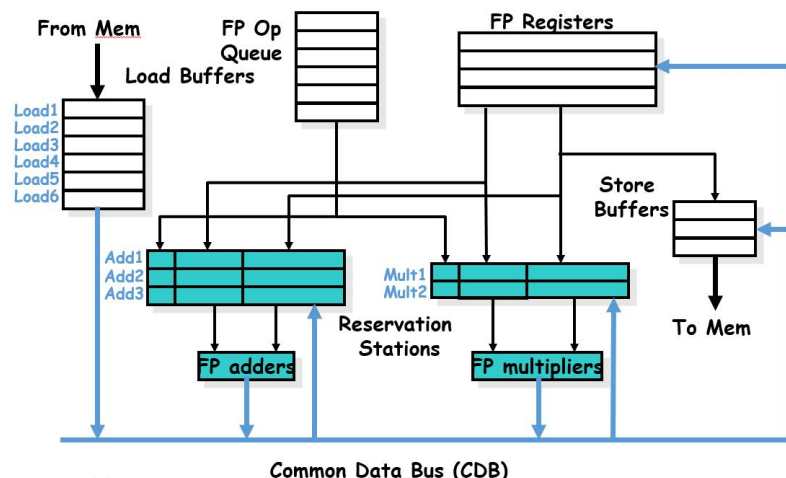 From Mem
FP Op
Queue
FP Registers
Load Buffers
Load1
Load2
Load3
Load4
Load5
Load6
Store
Buffers
Add1
Add2
Add3
Mult1
Mult2
Reservation
Stations
To Mem
FP adders
FP multipliers
Common Data Bus (CDB)